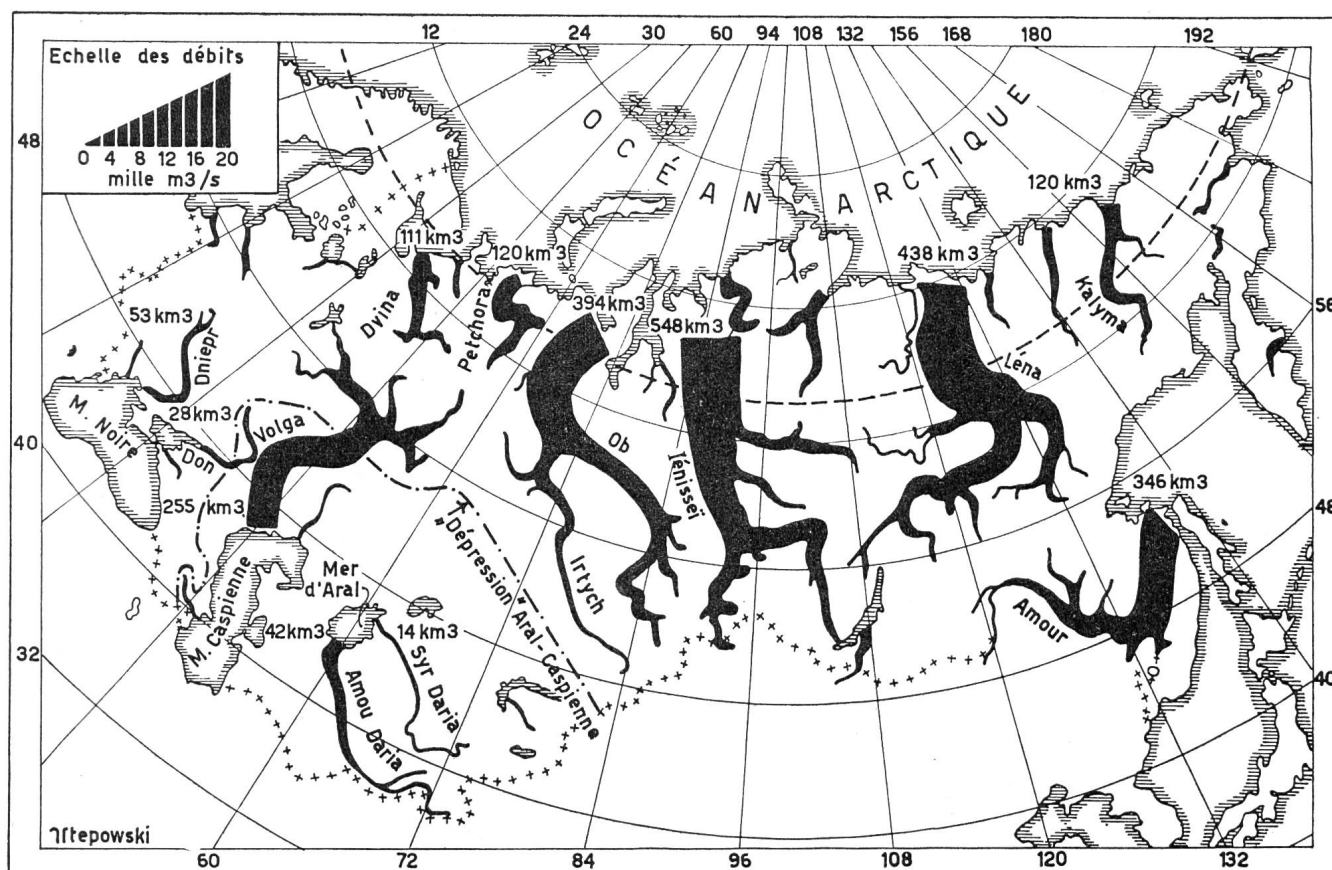 12 24 30 60 94 108 132 156 168 180 192
Echelle des débits
0 4 8 12 16 20
mille m3/s
48
40
32
OCÉAN ARCTIQUE
120 km3
111 km3
120 km3
438 km3
Kalyma
56
53 km3
Dniepr
Dvina
Petchora
394 km3
548 km3
Léna
M. Noire
28 km3
Volga
Don
Ob
Iénisseï
255 km3
346 km3
48
"Dépression" Aral-Caspienne
Irtych
Mer
d'Aral
M. Caspienne
42 km3
14 km3
Syr Daria
Amou Daria
Amour
40
60 72 84 96 108 120 132